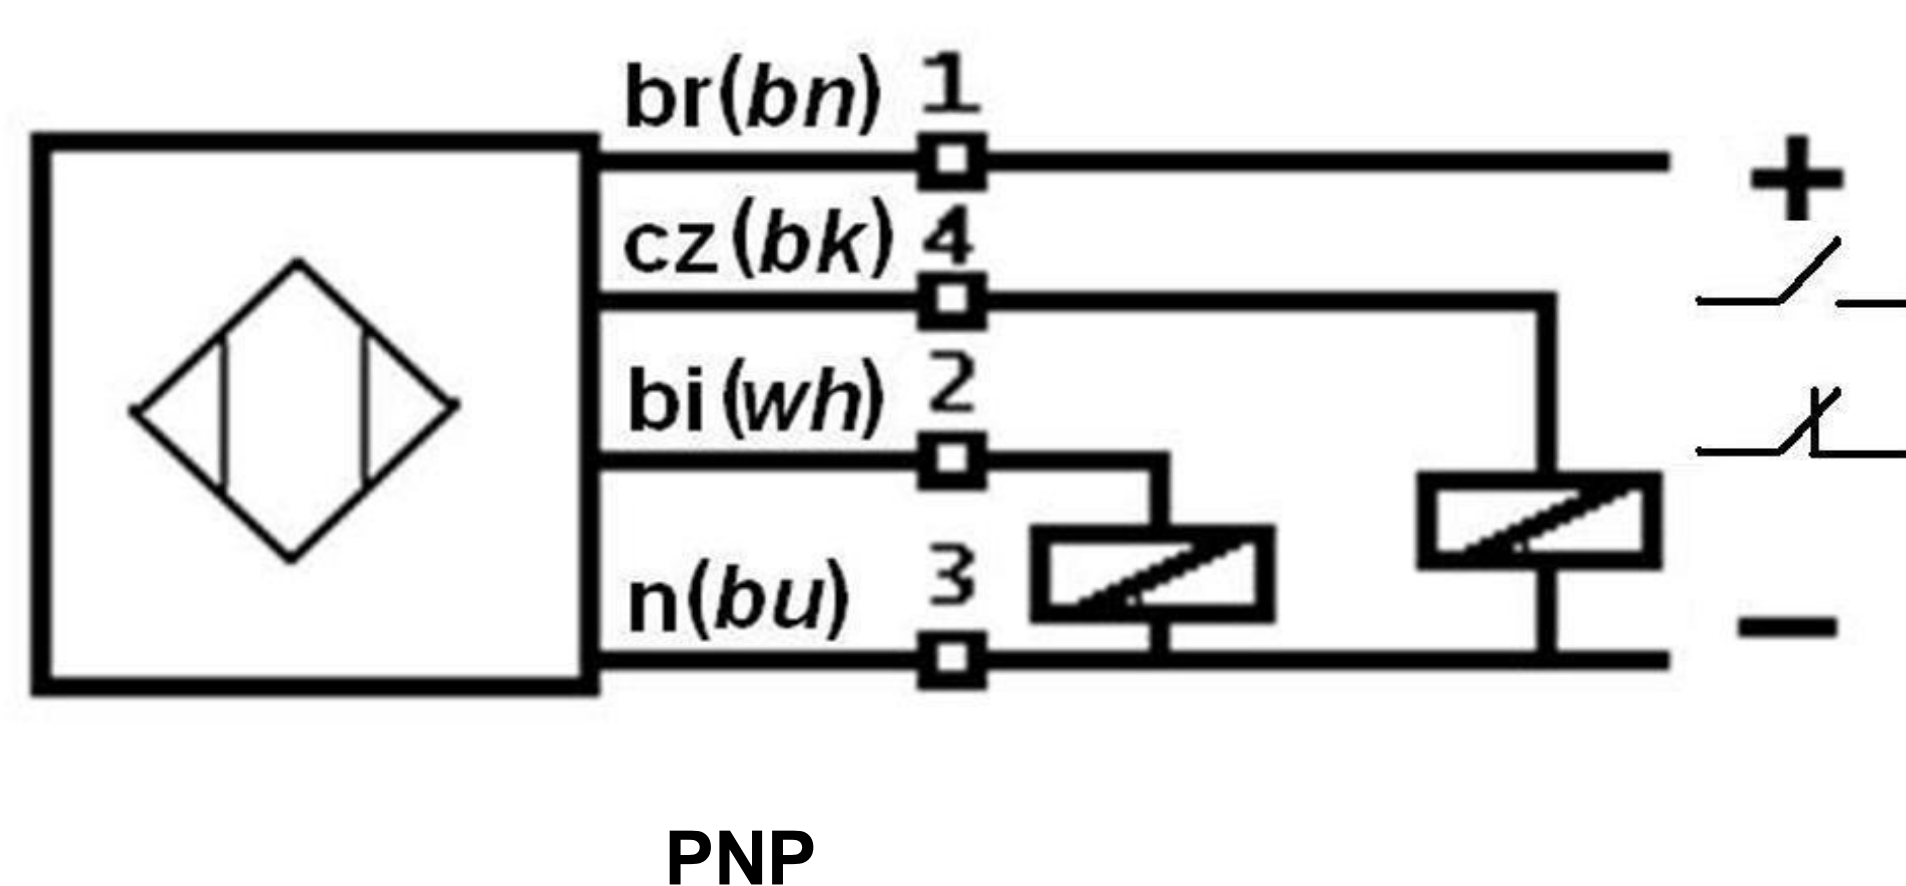 br(bn) 1
+
cz(bk) 4
bi(wh) 2
n(bu) 3
−
PNP